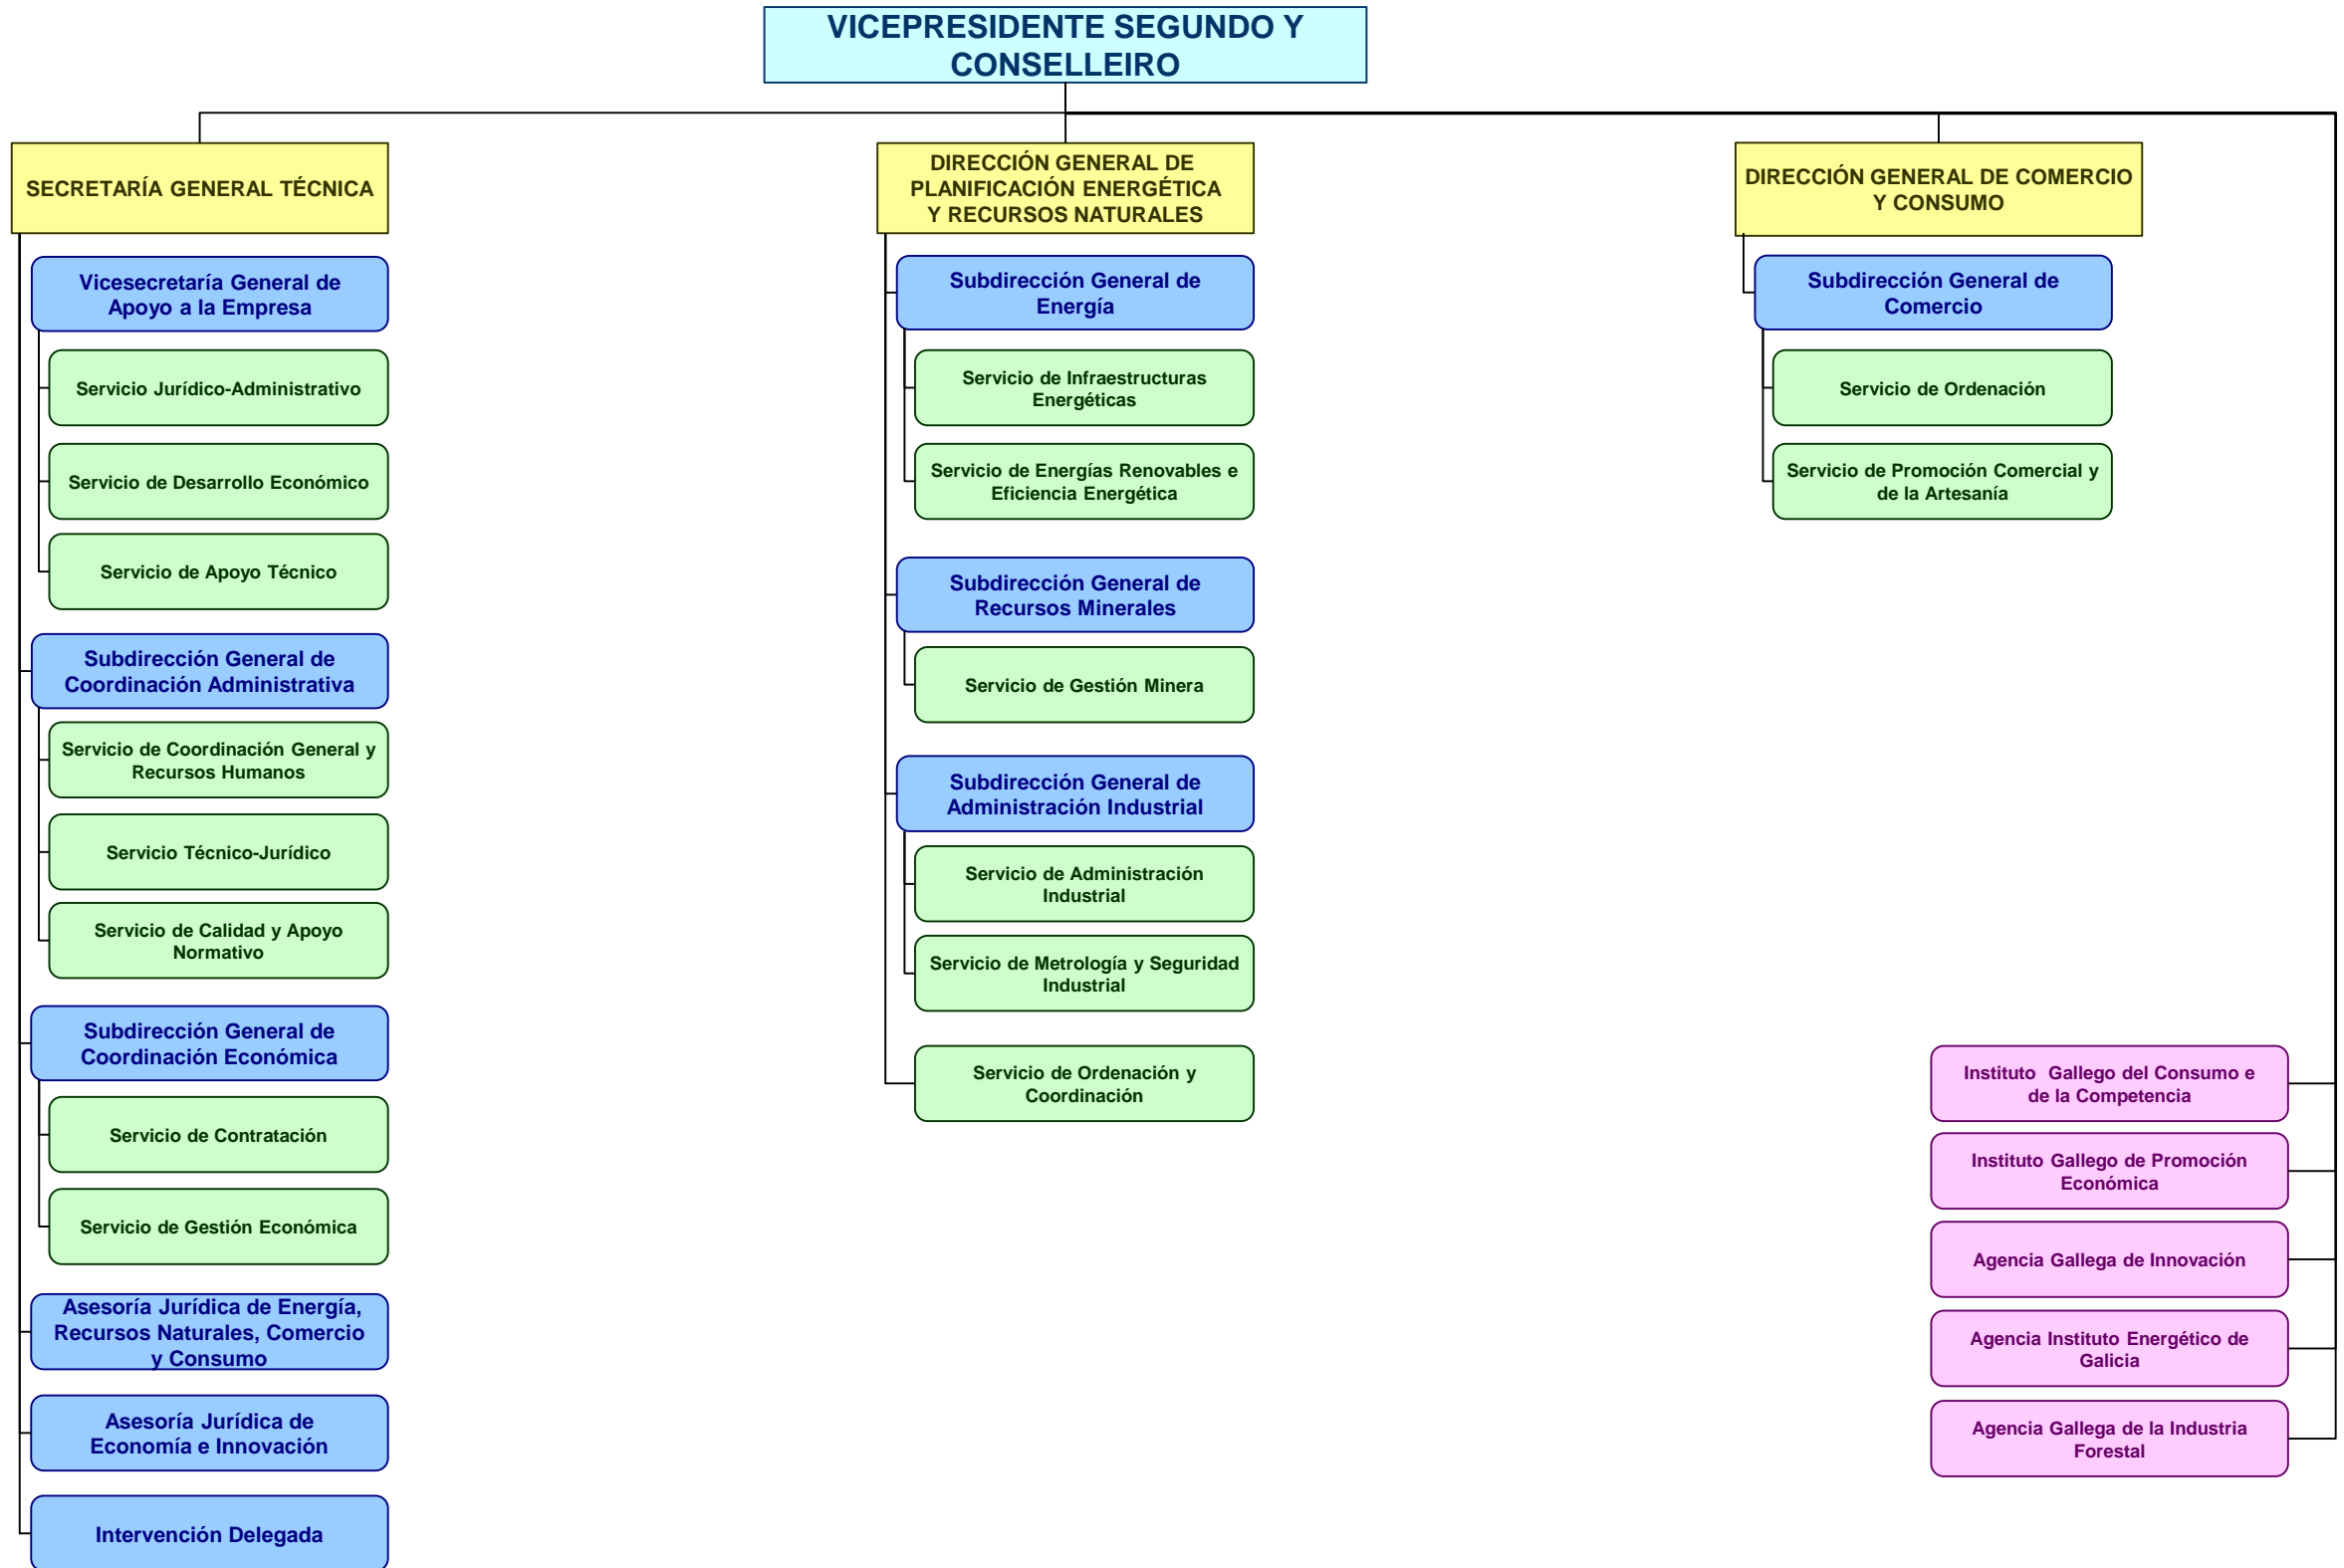 VICEPRESIDENTE SEGUNDO Y
CONSELLEIRO
SECRETARÍA GENERAL TÉCNICA
Vicesecretaría General de
Apoyo a la Empresa
Servicio Jurídico-Administrativo
Servicio de Desarrollo Económico
Servicio de Apoyo Técnico
Subdirección General de
Coordinación Administrativa
Servicio de Coordinación General y
Recursos Humanos
Servicio Técnico-Jurídico
Servicio de Calidad y Apoyo
Normativo
Subdirección General de
Coordinación Económica
Servicio de Contratación
Servicio de Gestión Económica
Asesoría Jurídica de Energía,
Recursos Naturales, Comercio
y Consumo
Asesoría Jurídica de
Economía e Innovación
Intervención Delegada
DIRECCIÓN GENERAL DE
PLANIFICACIÓN ENERGÉTICA
Y RECURSOS NATURALES
Subdirección General de
Energía
Servicio de Infraestructuras
Energéticas
Servicio de Energías Renovables e
Eficiencia Energética
Subdirección General de
Recursos Minerales
Servicio de Gestión Minera
Subdirección General de
Administración Industrial
Servicio de Administración
Industrial
Servicio de Metrología y Seguridad
Industrial
Servicio de Ordenación y
Coordinación
DIRECCIÓN GENERAL DE COMERCIO
Y CONSUMO
Subdirección General de
Comercio
Servicio de Ordenación
Servicio de Promoción Comercial y
de la Artesanía
Instituto Gallego del Consumo e
de la Competencia
Instituto Gallego de Promoción
Económica
Agencia Gallega de Innovación
Agencia Instituto Energético de
Galicia
Agencia Gallega de la Industria
Forestal